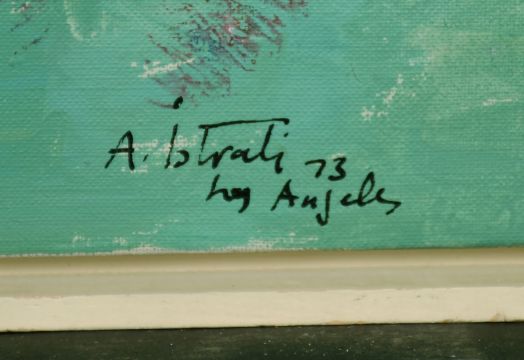 A. Istrati 73
Los Angeles